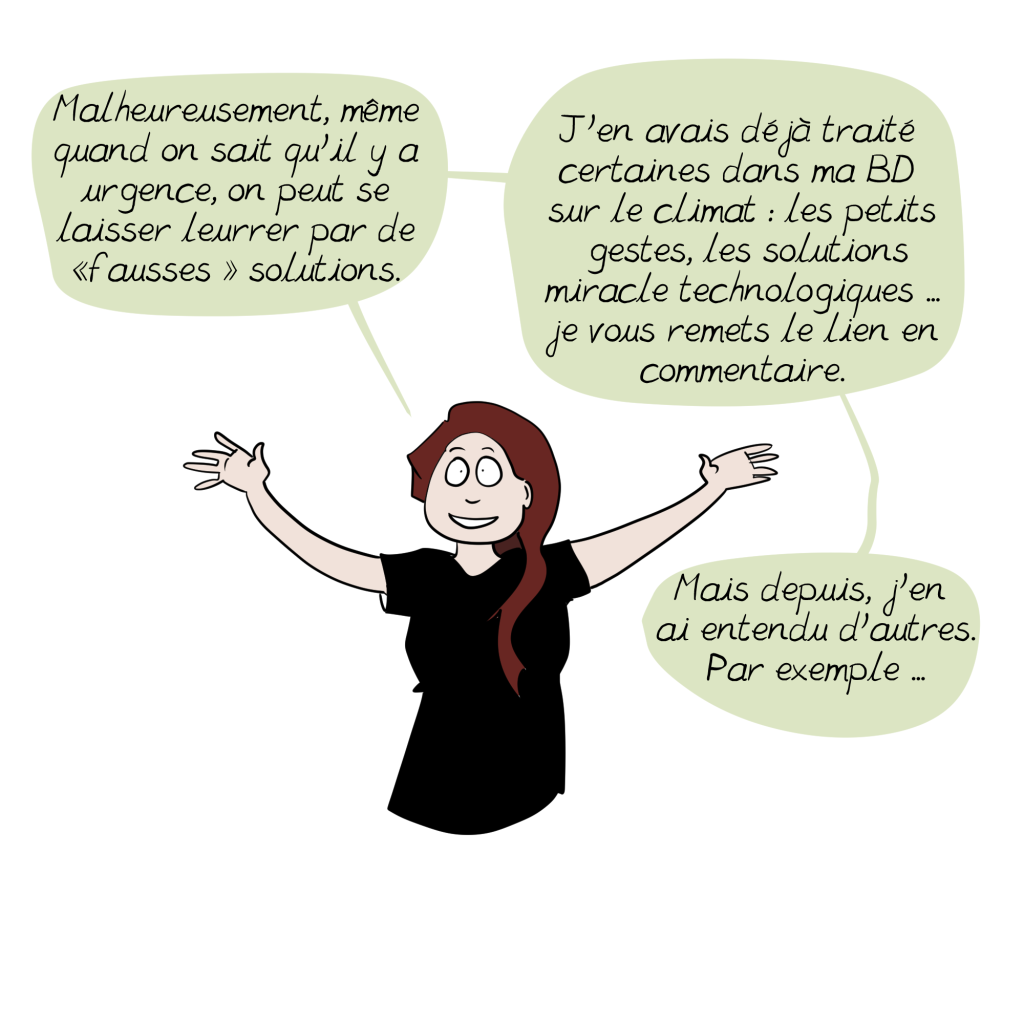 Malheureusement, même
quand on sait qu'il y a
urgence, on peut se
laisser leurrer par de
«fausses » solutions.
J'en avais déjà traité
certaines dans ma BD
sur le climat : les petits
gestes, les solutions
miracle technologiques ...
je vous remets le lien en
commentaire.
Mais depuis, j'en
ai entendu d'autres.
Par exemple ...